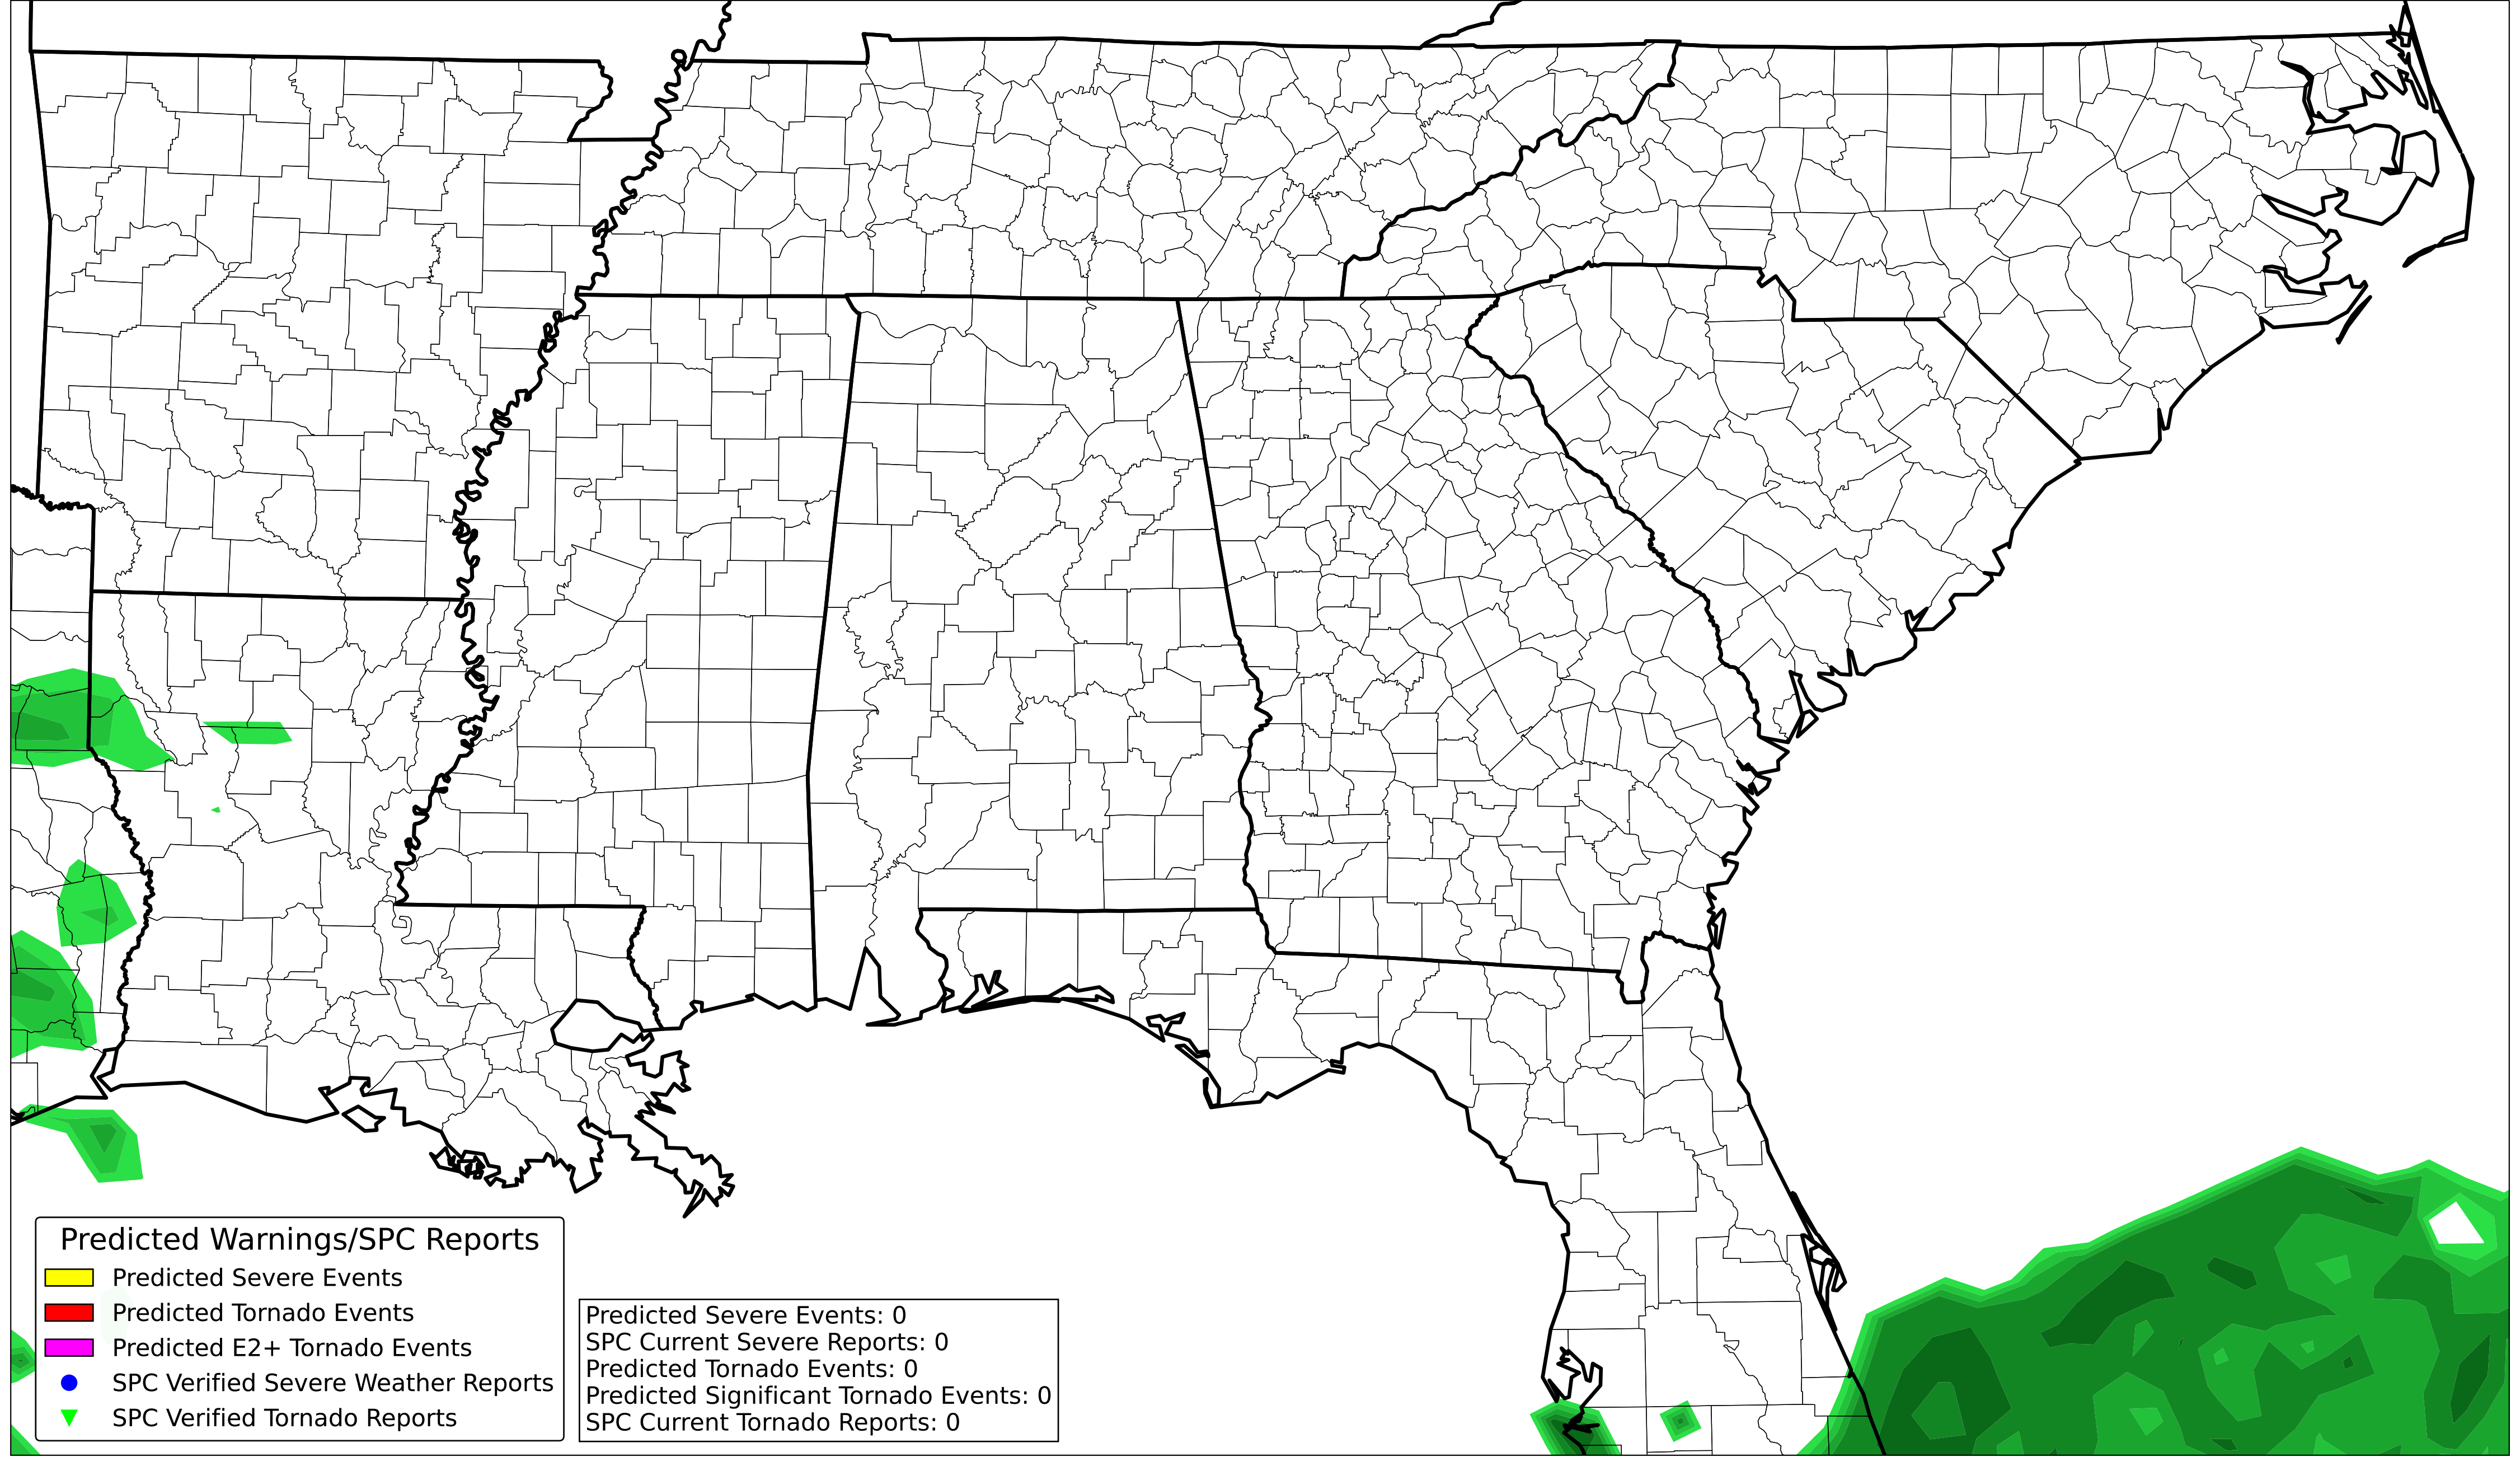 Predicted Warnings/SPC Reports
Predicted Severe Events
Predicted Tornado Events
Predicted E2+ Tornado Events
SPC Verified Severe Weather Reports
SPC Verified Tornado Reports
Predicted Severe Events: 0
SPC Current Severe Reports: 0
Predicted Tornado Events: 0
Predicted Significant Tornado Events: 0
SPC Current Tornado Reports: 0